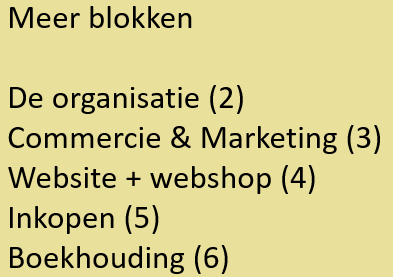 Meer blokken
De organisatie (2)
Commercie & Marketing (3)
Website + webshop (4)
Inkopen (5)
Boekhouding (6)